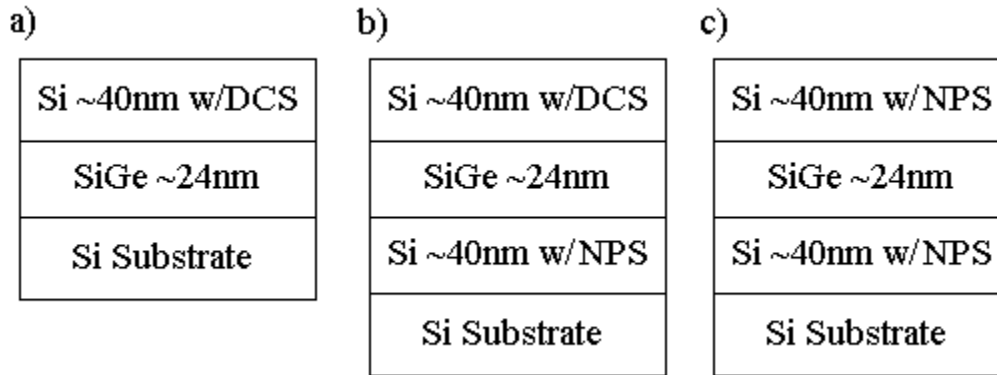 a)
Si ~40nm w/DCS
SiGe ~24nm
Si Substrate
b)
Si ~40nm w/DCS
SiGe ~24nm
Si ~40nm w/NPS
Si Substrate
c)
Si ~40nm w/NPS
SiGe ~24nm
Si ~40nm w/NPS
Si Substrate